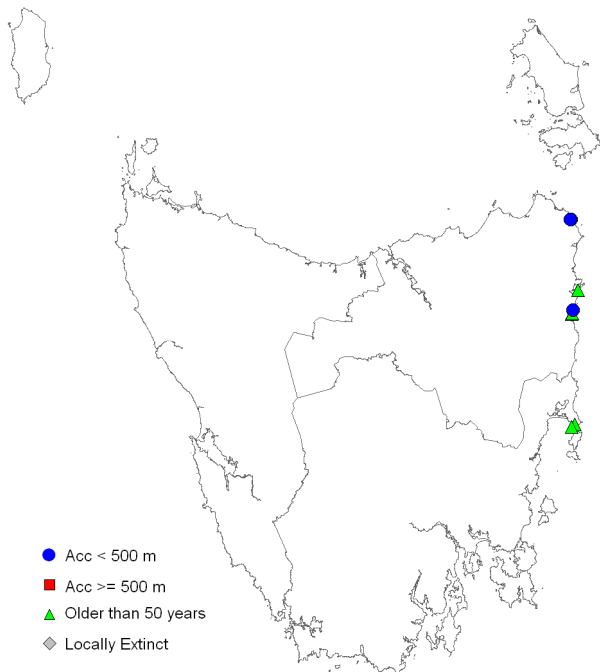 Acc < 500 m
Acc >= 500 m
Older than 50 years
Locally Extinct